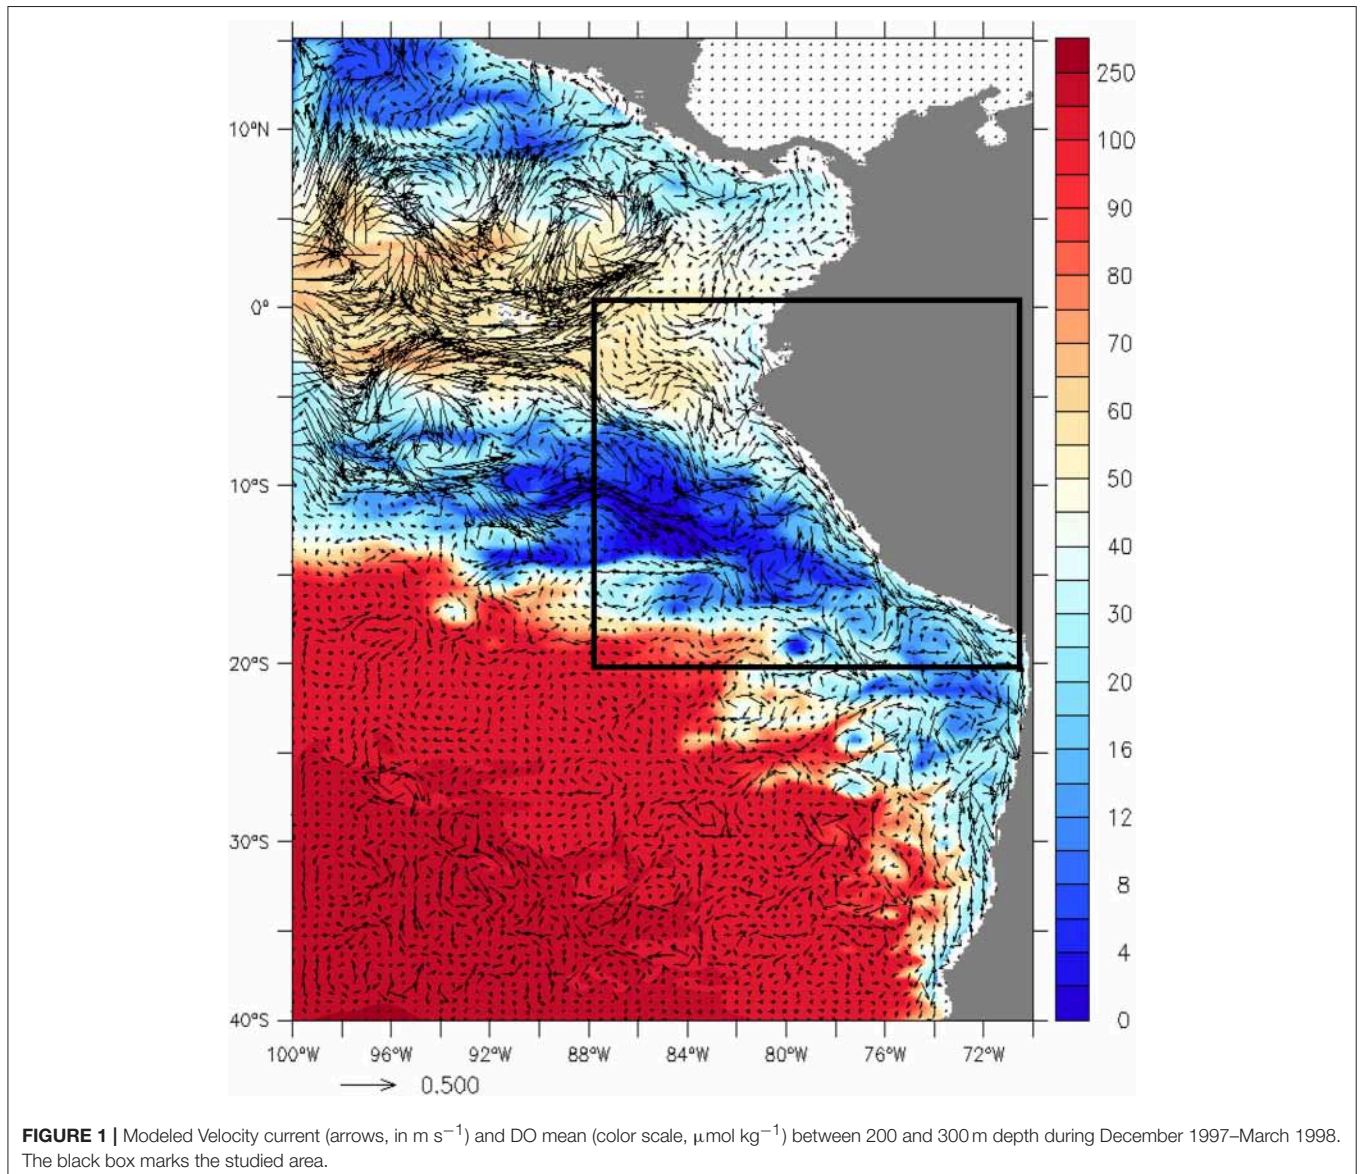 10°N
0°
10°S
20°S
30°S
40°S
100°W 96°W 92°W 88°W 84°W 80°W 76°W 72°W
0.500
250
100
90
80
70
60
50
40
30
20
16
12
8
4
0
FIGURE 1 | Modeled Velocity current (arrows, in m s⁻¹) and DO mean (color scale, μmol kg⁻¹) between 200 and 300 m depth during December 1997–March 1998.
The black box marks the studied area.